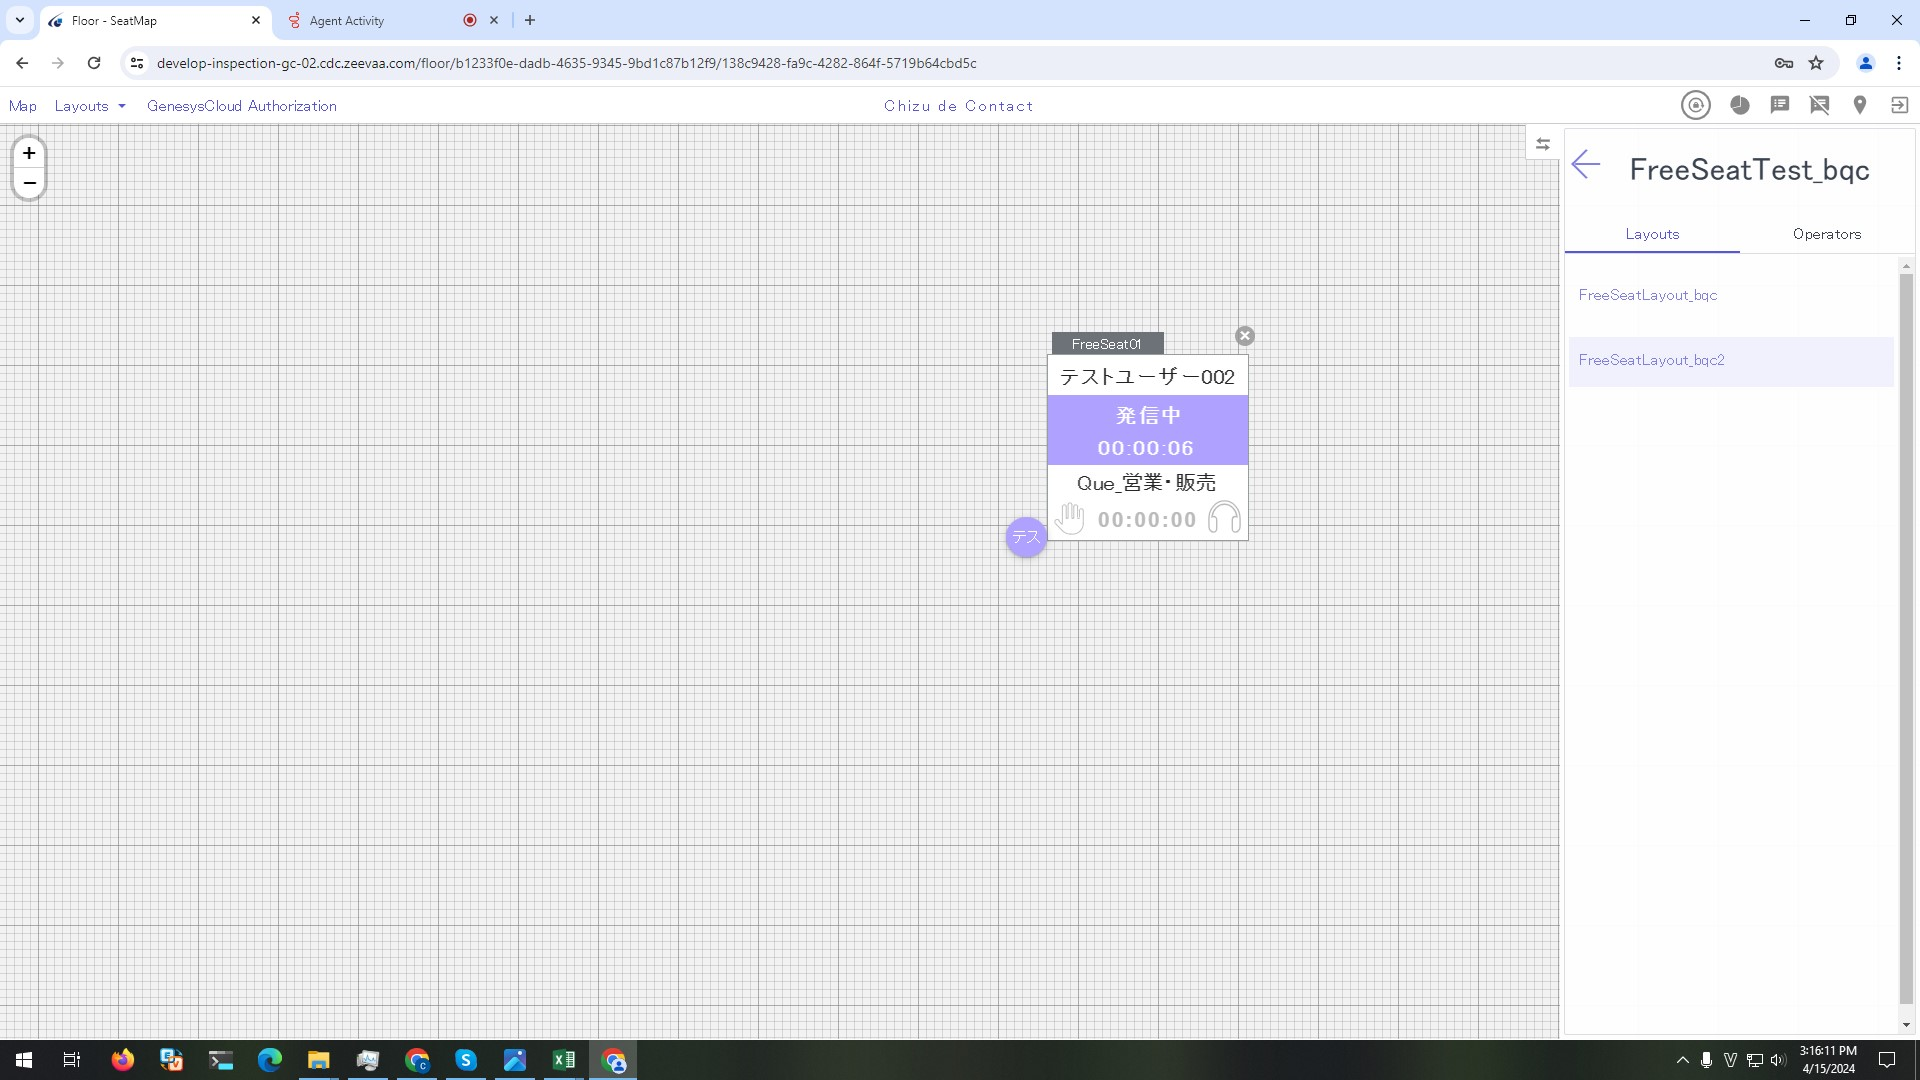 Floor - SeatMap
Agent Activity
develop-inspection-gc-02.cdc.zeevaa.com/floor/b1233f0e-dadb-4635-9345-9bd1c87b12f9/138c9428-fa9c-4282-864f-5719b64cbd5c
Map Layouts GenesysCloud Authorization
Chizu de Contact
+
−
FreeSeatTest_bqc
Layouts Operators
FreeSeatLayout_bqc
FreeSeatLayout_bqc2
FreeSeat01
テストユーザー002
発信中
00:00:06
Que_営業・販売
00:00:00
テス
3:16:11 PM
4/15/2024